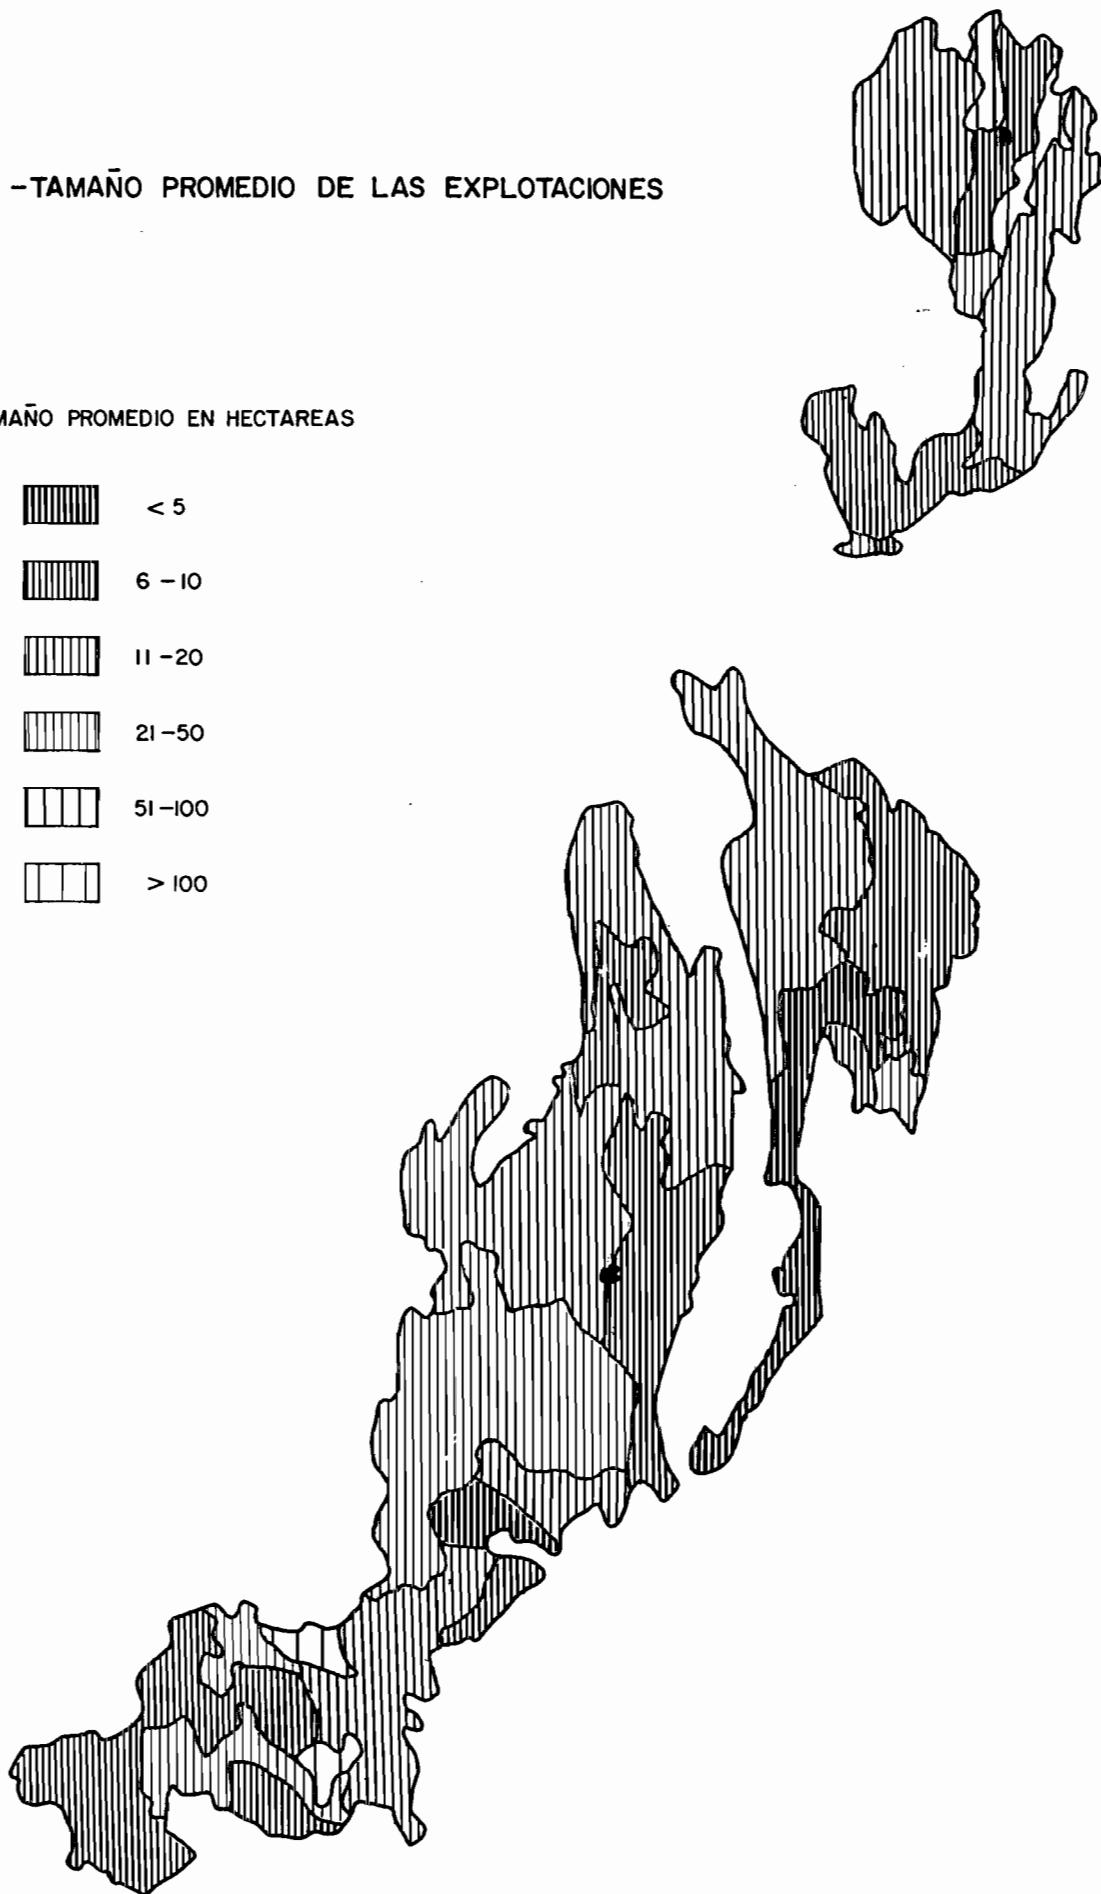 -TAMAÑO PROMEDIO DE LAS EXPLOTACIONES
MAÑO PROMEDIO EN HECTAREAS
< 5
6 - 10
11 - 20
21 - 50
51 - 100
> 100